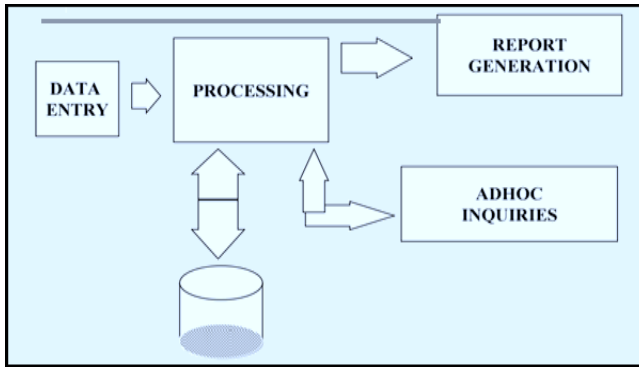 DATA
ENTRY
PROCESSING
REPORT
GENERATION
ADHOC
INQUIRIES